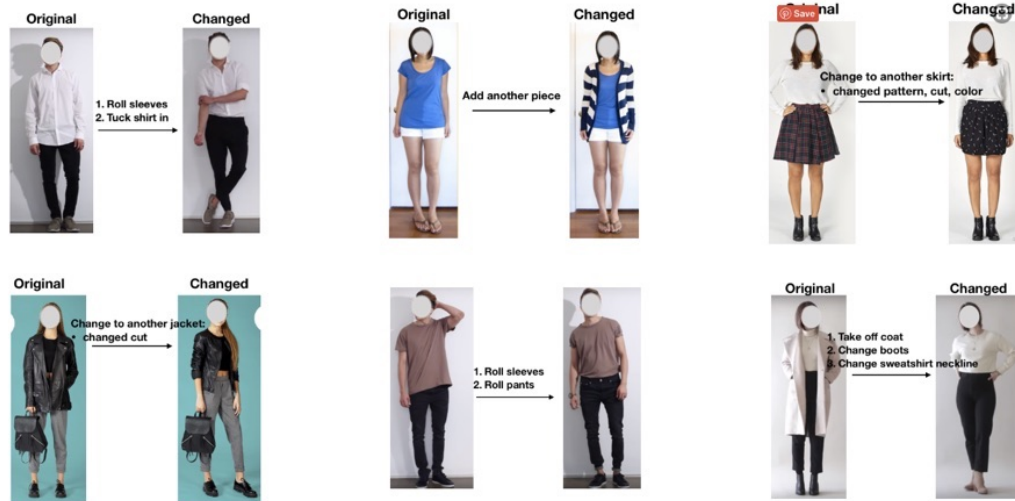 Original
Changed
1. Roll sleeves
2. Tuck shirt in
Original
Changed
Add another piece
Save
Original
Changed
Change to another skirt:
• changed pattern, cut, color
Original
Changed
Change to another jacket:
• changed cut
1. Roll sleeves
2. Roll pants
Original
Changed
1. Take off coat
2. Change boots
3. Change sweatshirt neckline